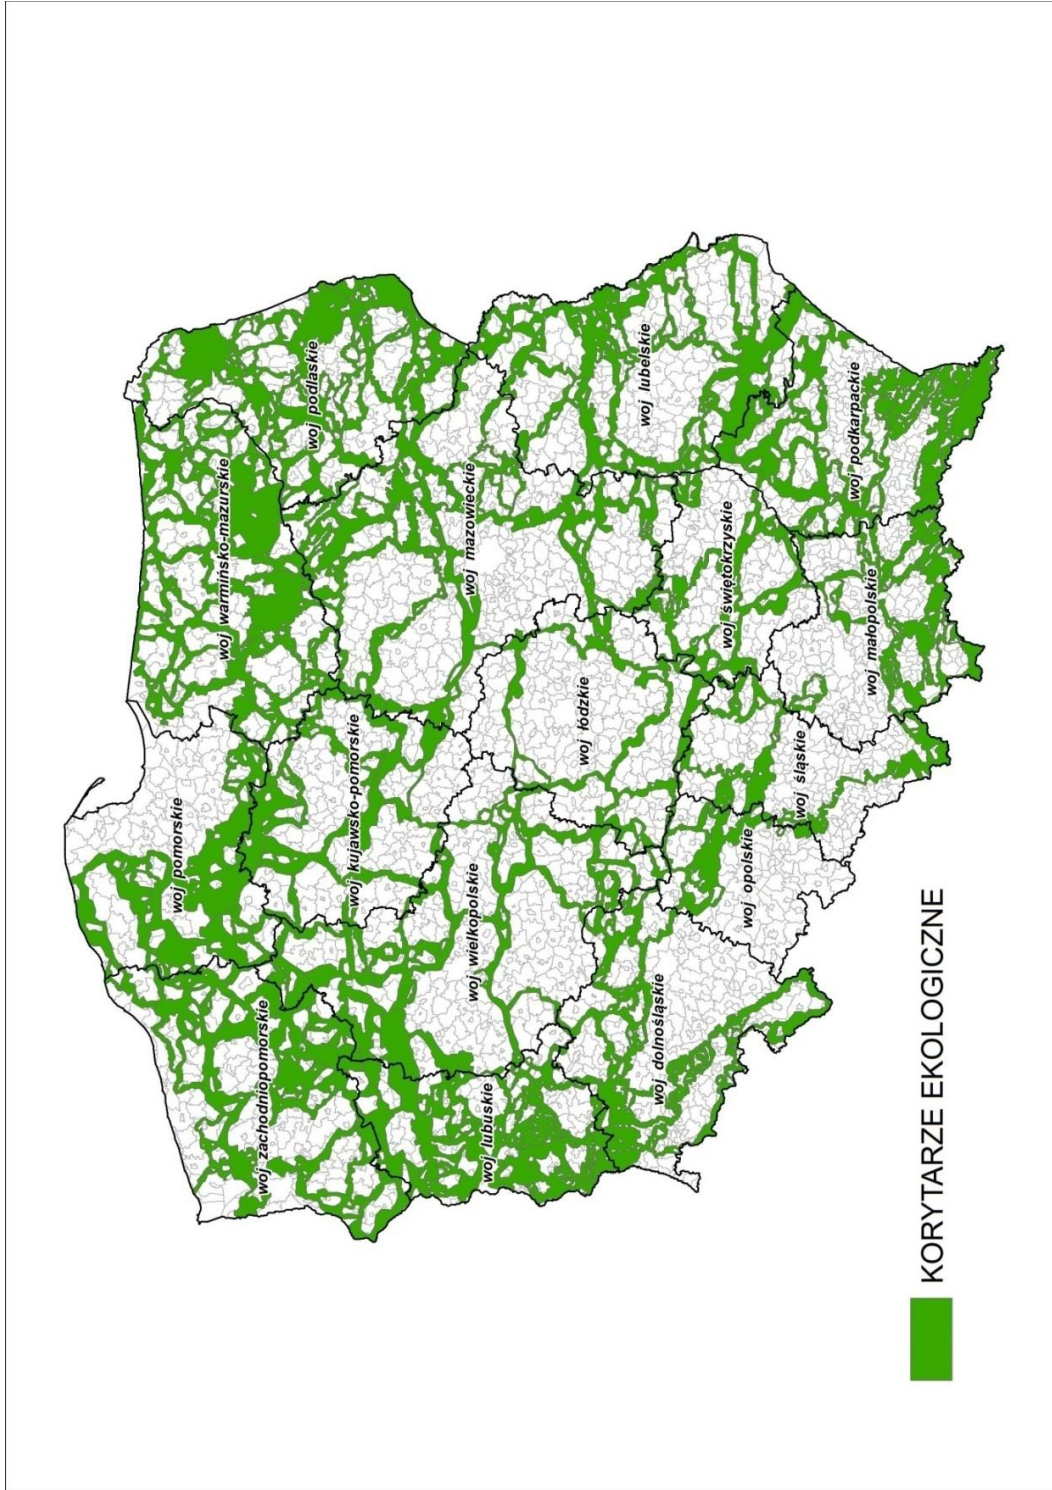 woj pomorskie
woj warmińsko-mazurskie
woj zachodniopomorskie
woj podlaskie
woj kujawsko-pomorskie
woj mazowieckie
woj wielkopolskie
woj lubuskie
woj łódzkie
woj lubelskie
woj dolnośląskie
woj świętokrzyskie
woj opolskie
woj śląskie
woj małopolskie
woj podkarpackie
KORYTARZE EKOLOGICZNE